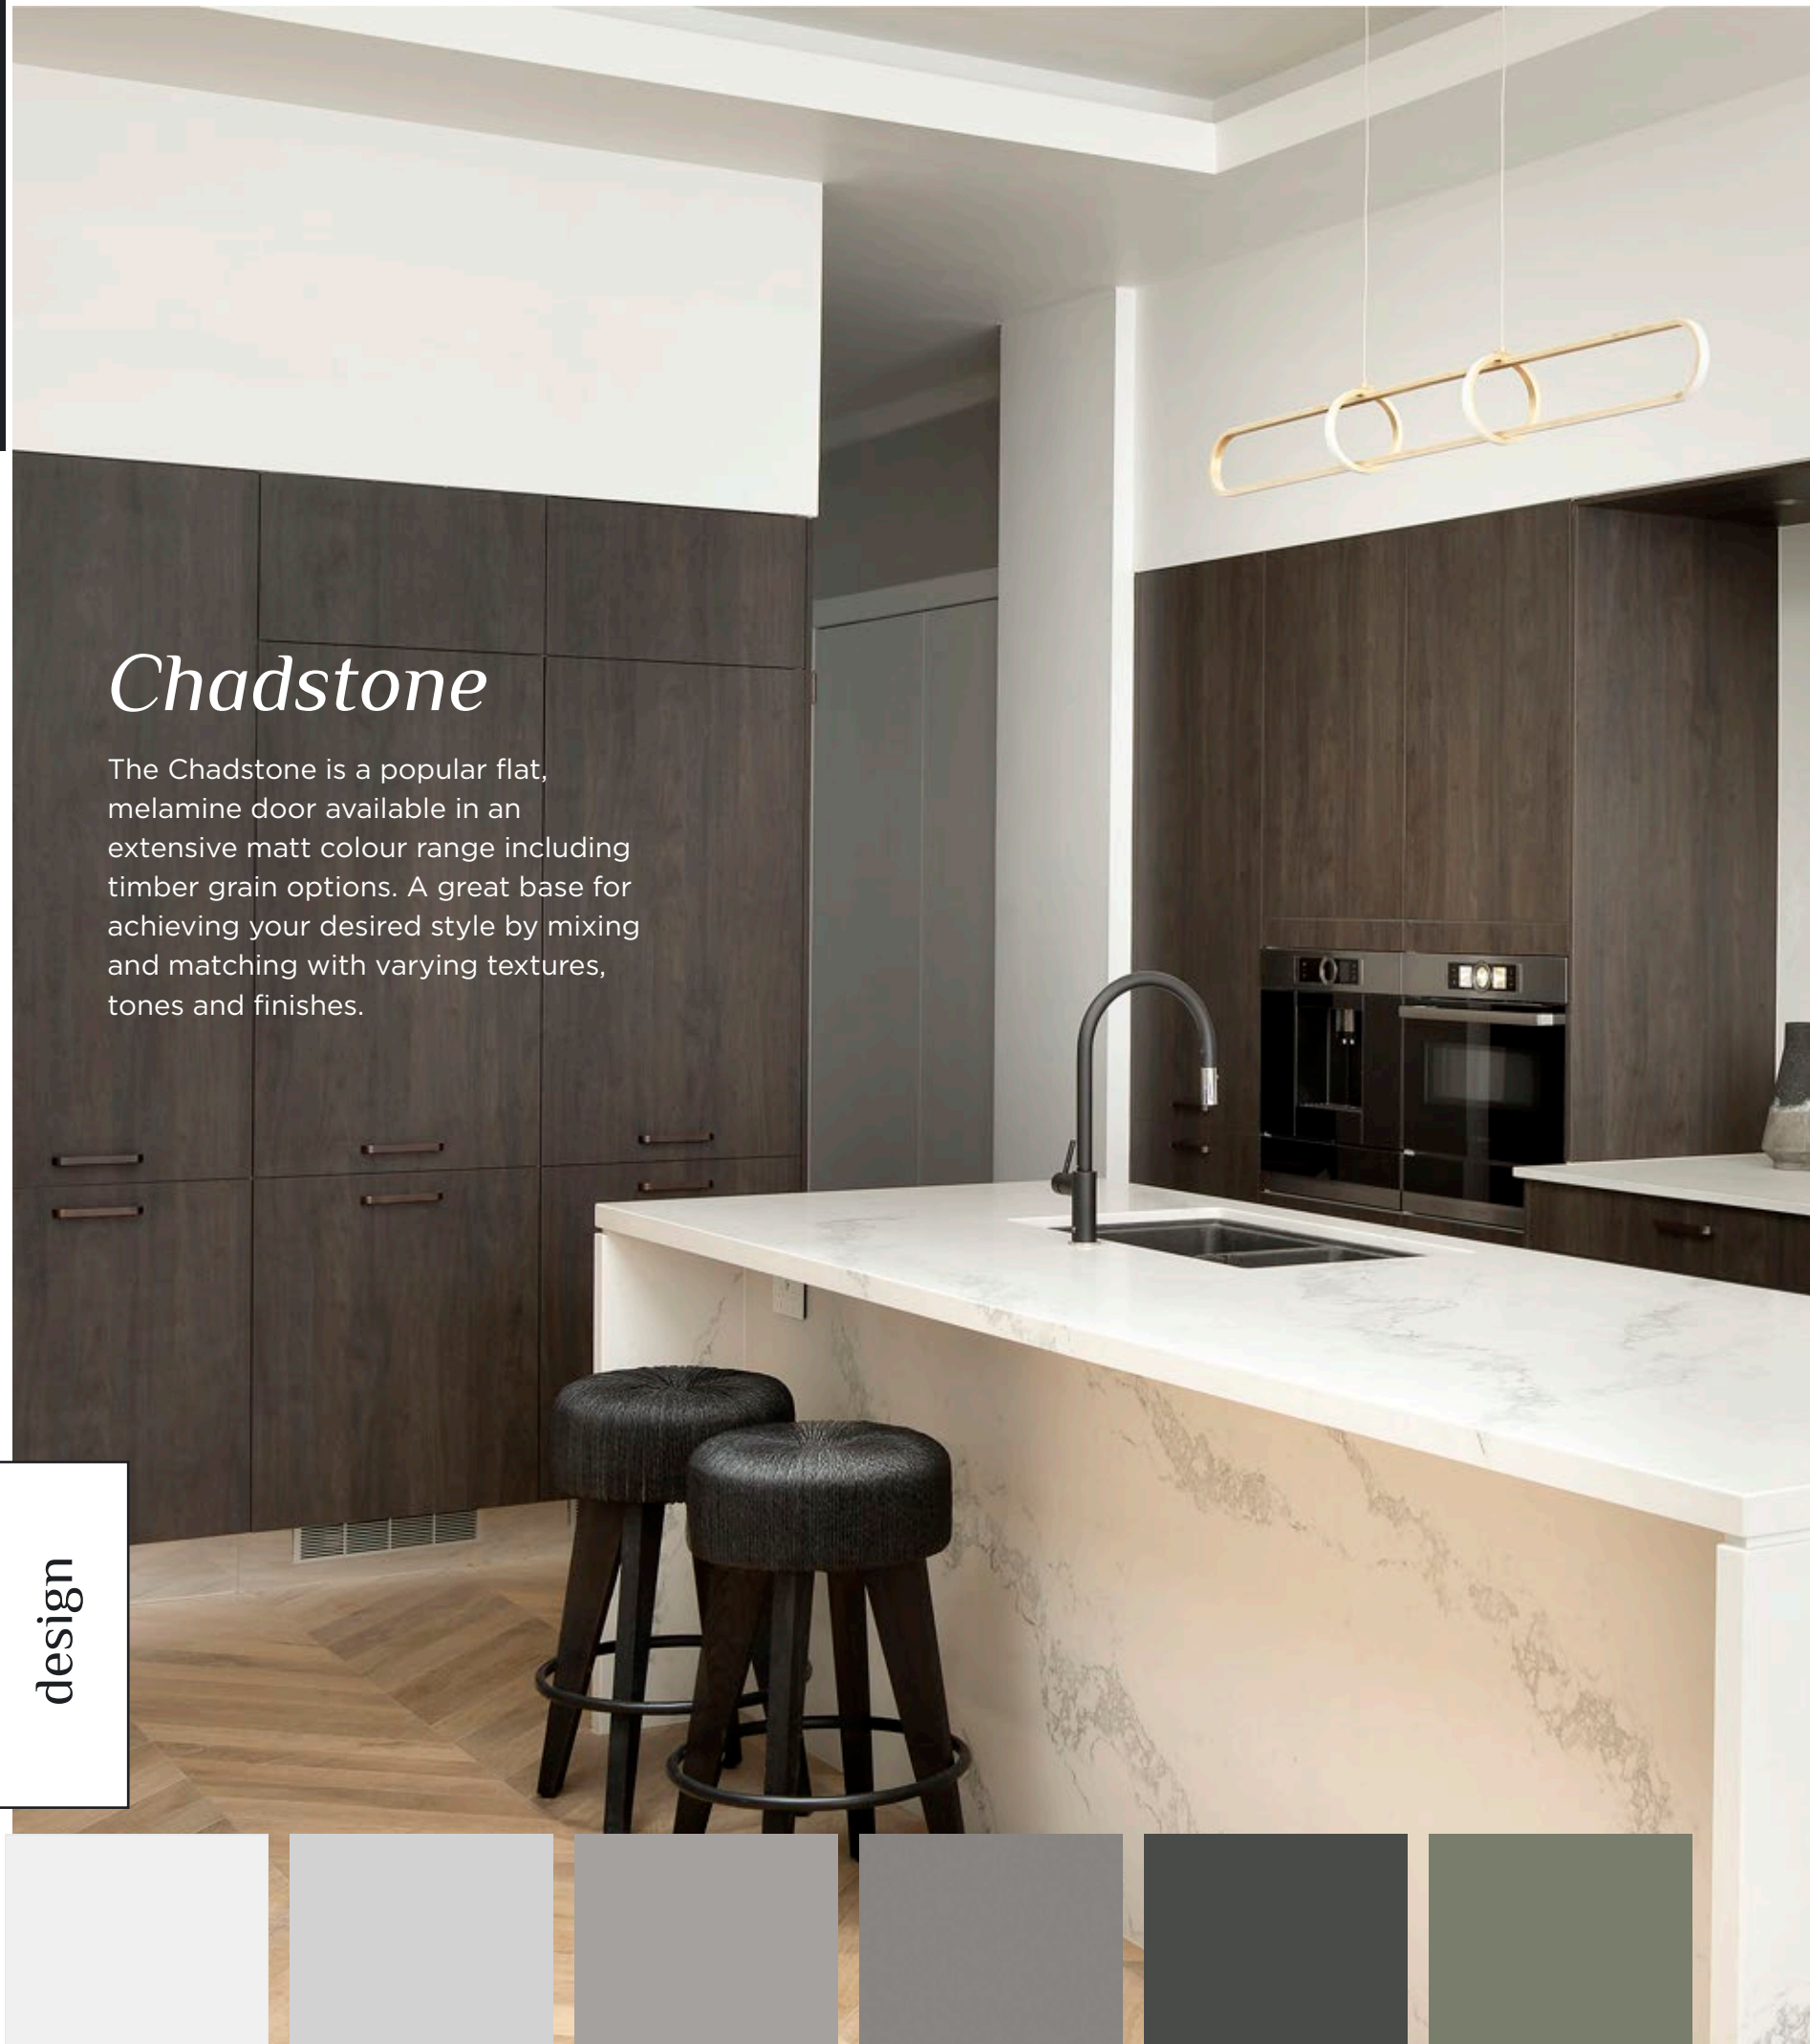 Chadstone
The Chadstone is a popular flat,
melamine door available in an
extensive matt colour range including
timber grain options. A great base for
achieving your desired style by mixing
and matching with varying textures,
tones and finishes.
design